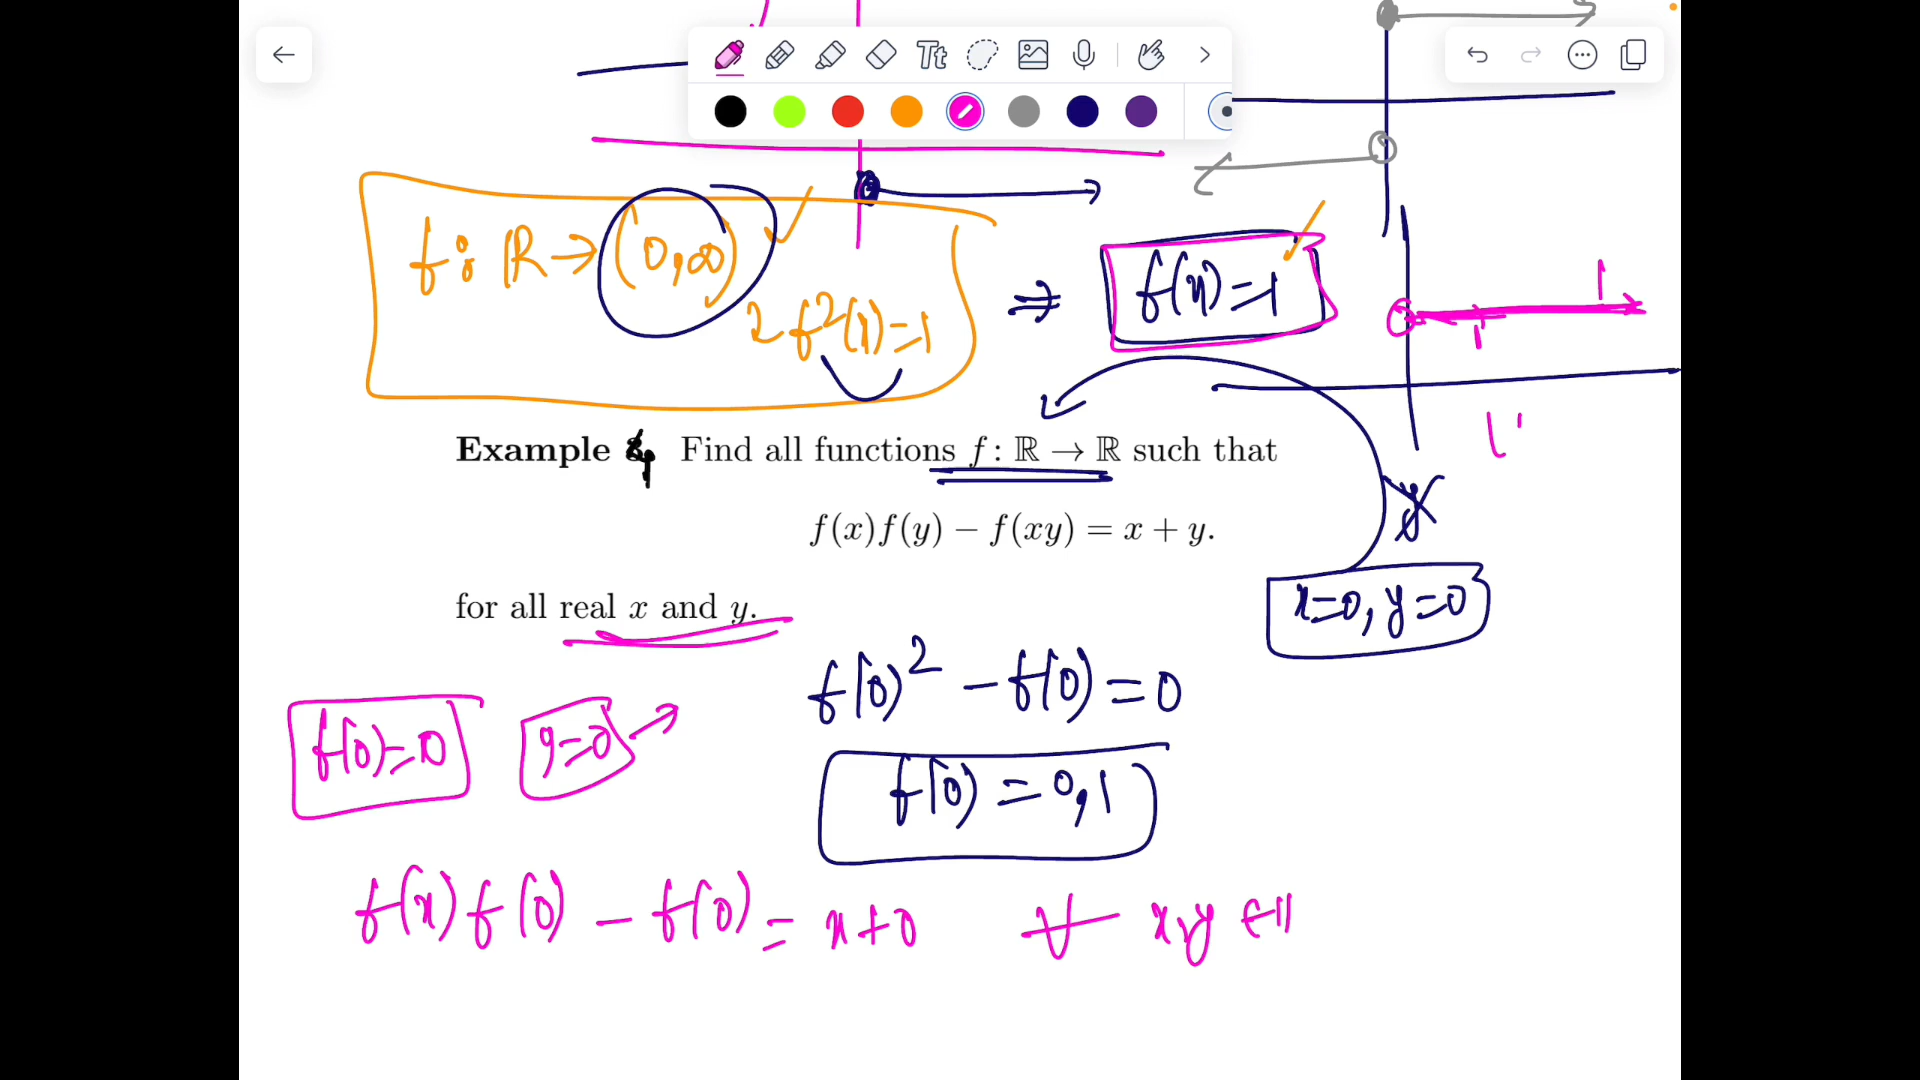 Tt
f : R → (0,∞)
2f²(x)=1
⇒ f(x)=1
Example 4 Find all functions f : ℝ → ℝ such that
f(x)f(y) − f(xy) = x + y.
x=0, y=0
for all real x and y.
f(0)² − f(0) = 0
f(0)=0 y=0 →
f(0) = 0,1
f(x) f(0) − f(0) = x+0 ∀ x,y ∈